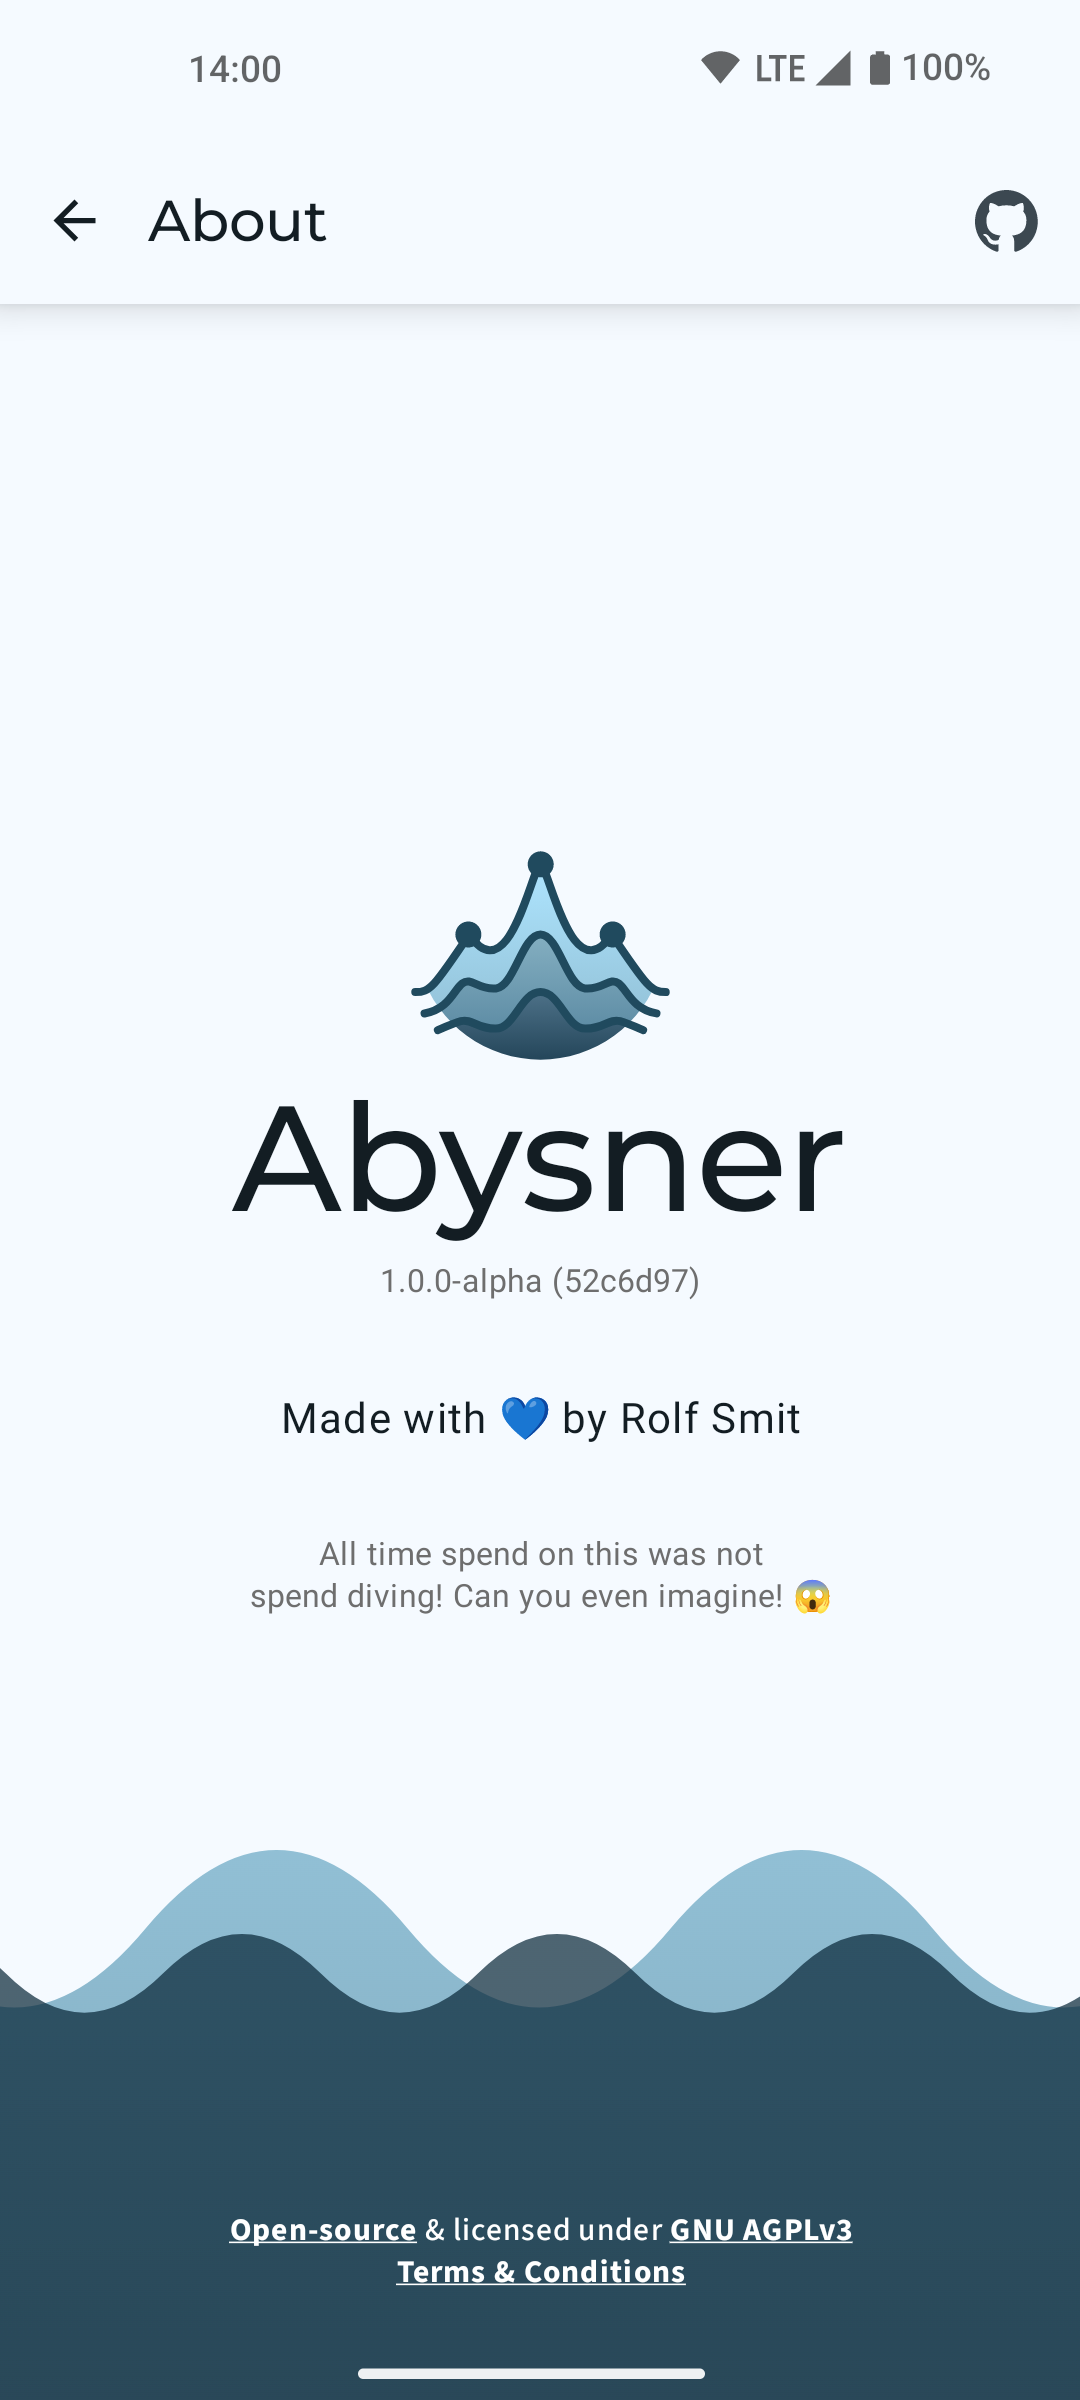 14:00 LTE 100%
About
Abysner
1.0.0-alpha (52c6d97)
Made with 💙 by Rolf Smit
All time spend on this was not
spend diving! Can you even imagine! 😱
Open-source & licensed under GNU AGPLv3
Terms & Conditions